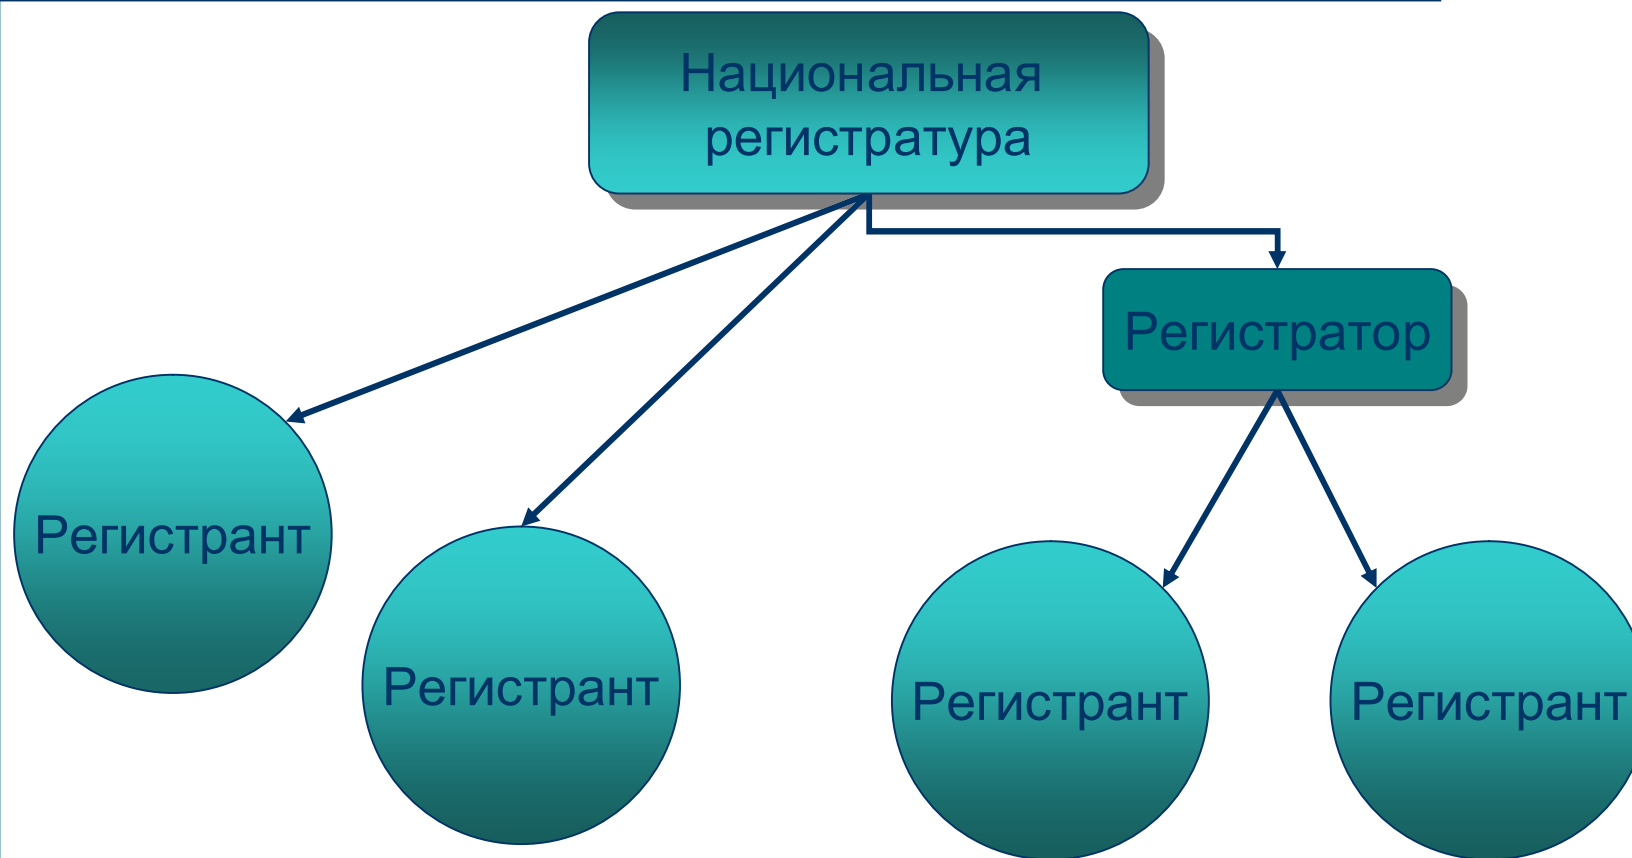 Национальная
регистратура
Регистратор
Регистрант
Регистрант
Регистрант
Регистрант